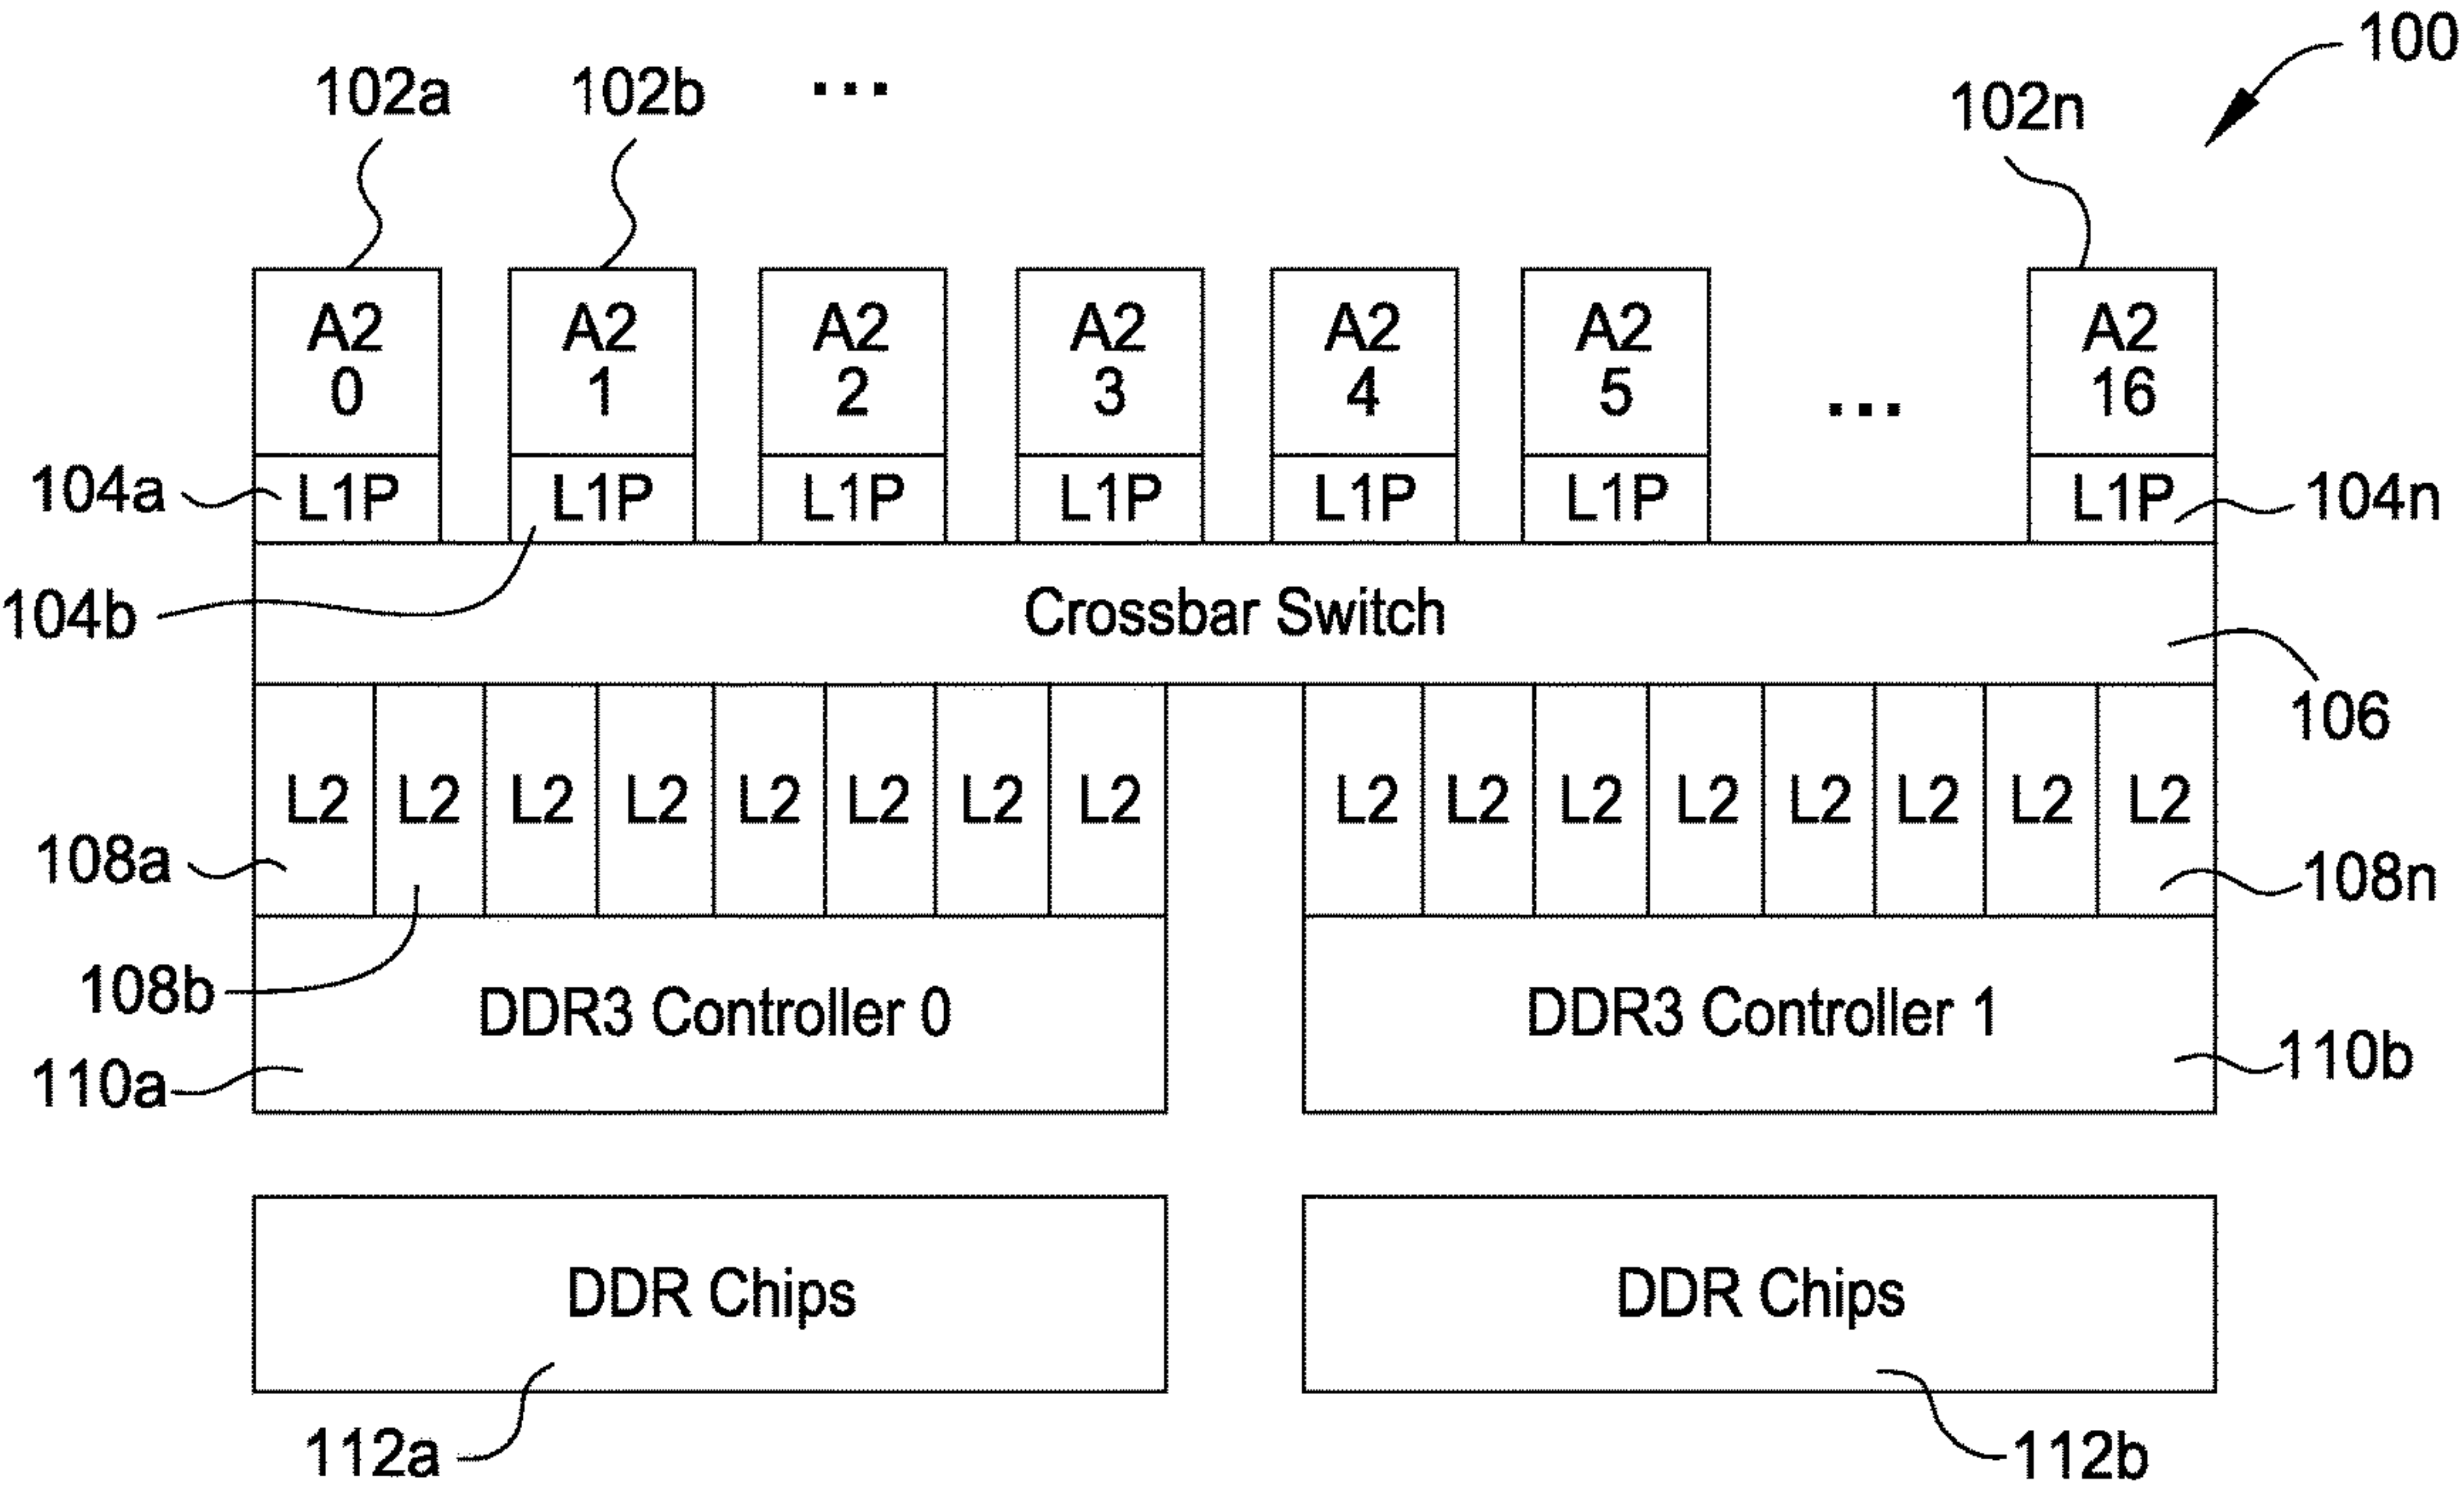 100
102a 102b ... 102n
A2 A2 A2 A2 A2 A2 A2
0 1 2 3 4 5 ... 16
104a L1P L1P L1P L1P L1P L1P L1P 104n
104b Crossbar Switch
106
L2 L2 L2 L2 L2 L2 L2 L2 L2 L2 L2 L2 L2 L2 L2 L2
108a 108n
108b DDR3 Controller 0 DDR3 Controller 1
110a 110b
DDR Chips DDR Chips
112a 112b